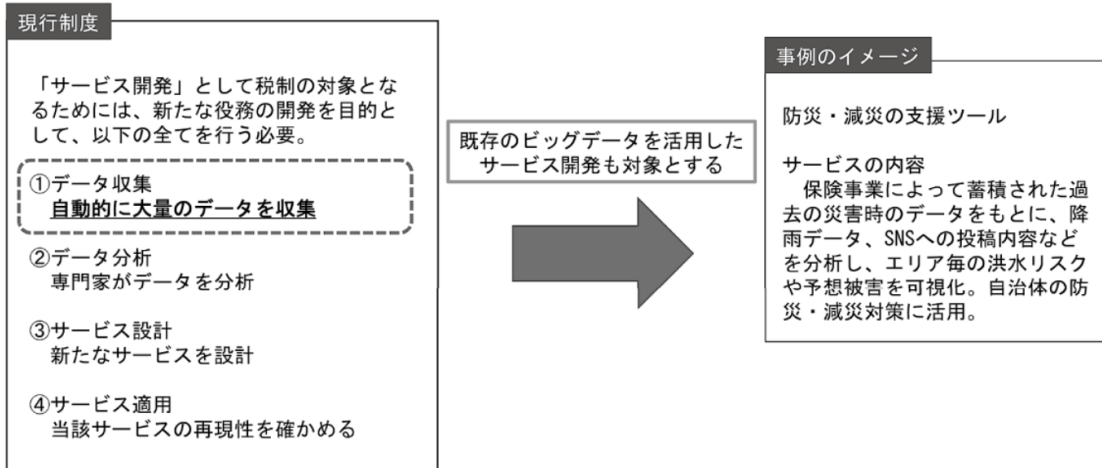 現行制度
「サービス開発」として税制の対象とな
るためには、新たな役務の開発を目的と
して、以下の全てを行う必要。
①データ収集
自動的に大量のデータを収集
②データ分析
専門家がデータを分析
③サービス設計
新たなサービスを設計
④サービス適用
当該サービスの再現性を確かめる
既存のビッグデータを活用した
サービス開発も対象とする
事例のイメージ
防災・減災の支援ツール
サービスの内容
保険事業によって蓄積された過
去の災害時のデータをもとに、降
雨データ、SNSへの投稿内容など
を分析し、エリア毎の洪水リスク
や予想被害を可視化。自治体の防
災・減災対策に活用。